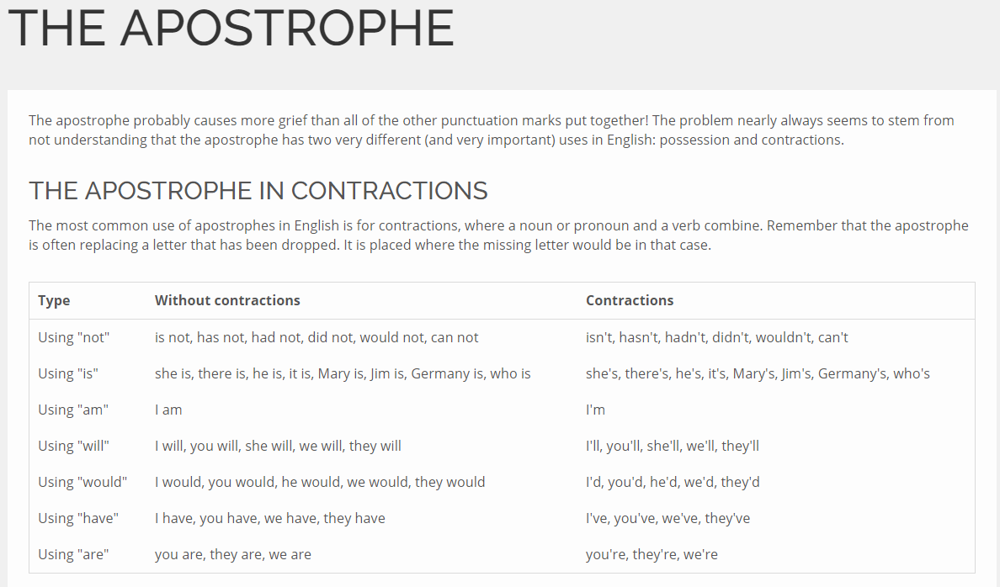 THE APOSTROPHE
The apostrophe probably causes more grief than all of the other punctuation marks put together! The problem nearly always seems to stem from
not understanding that the apostrophe has two very different (and very important) uses in English: possession and contractions.
THE APOSTROPHE IN CONTRACTIONS
The most common use of apostrophes in English is for contractions, where a noun or pronoun and a verb combine. Remember that the apostrophe
is often replacing a letter that has been dropped. It is placed where the missing letter would be in that case.
Type Without contractions Contractions
Using "not" is not, has not, had not, did not, would not, can not isn't, hasn't, hadn't, didn't, wouldn't, can't
Using "is" she is, there is, he is, it is, Mary is, Jim is, Germany is, who is she's, there's, he's, it's, Mary's, Jim's, Germany's, who's
Using "am" I am I'm
Using "will" I will, you will, she will, we will, they will I'll, you'll, she'll, we'll, they'll
Using "would" I would, you would, he would, we would, they would I'd, you'd, he'd, we'd, they'd
Using "have" I have, you have, we have, they have I've, you've, we've, they've
Using "are" you are, they are, we are you're, they're, we're